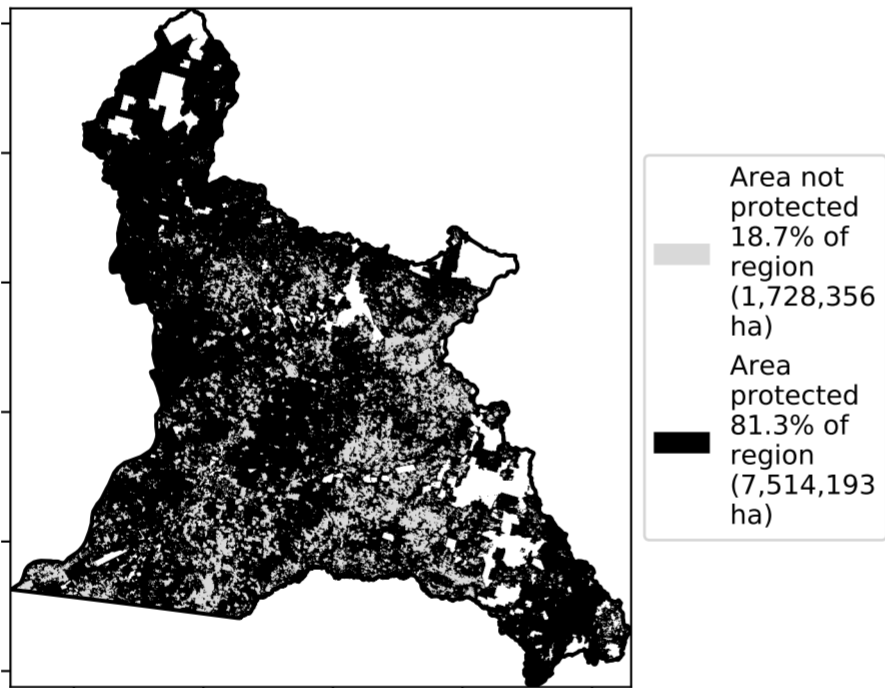 Area not
protected
18.7% of
region
(1,728,356
ha)
Area
protected
81.3% of
region
(7,514,193
ha)